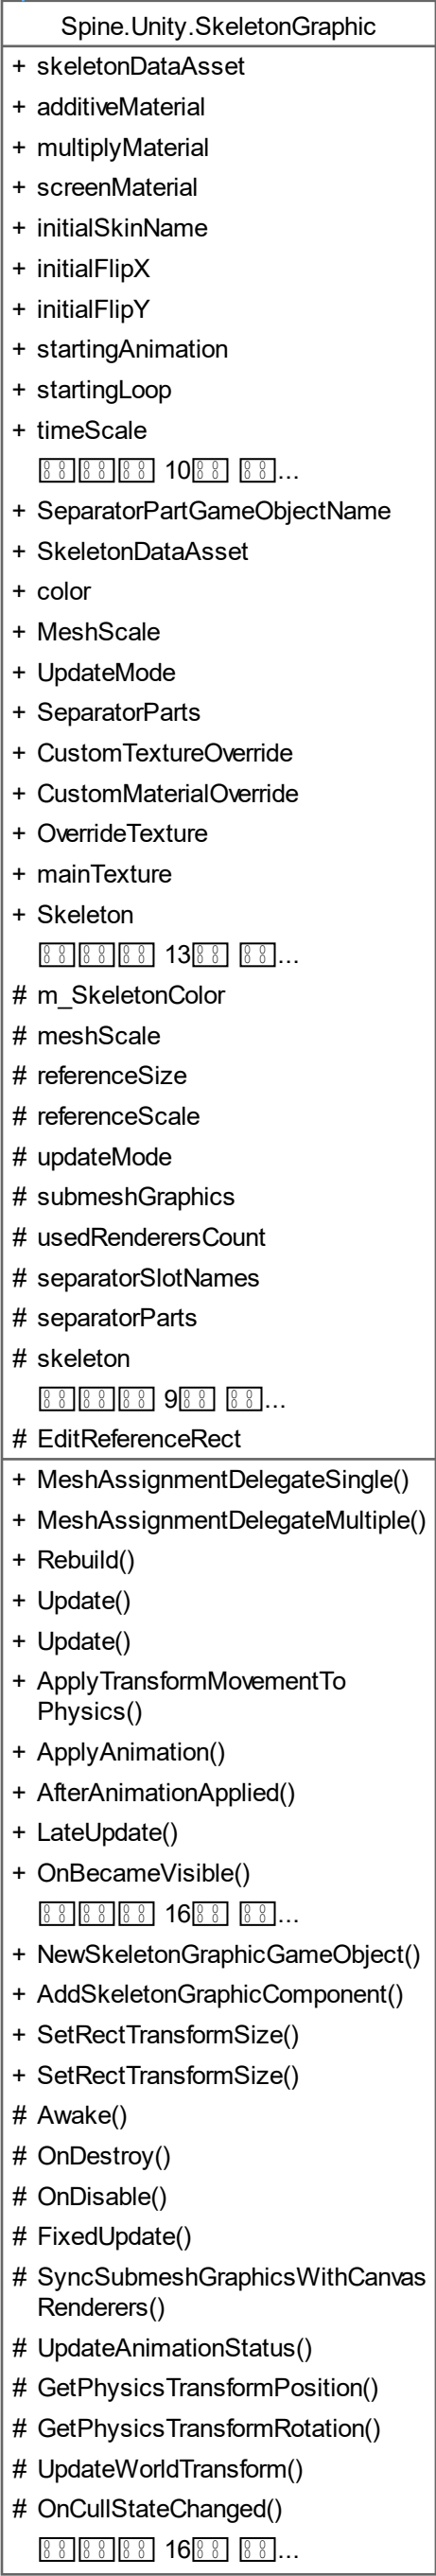 Spine.Unity.SkeletonGraphic
+ skeletonDataAsset
+ additiveMaterial
+ multiplyMaterial
+ screenMaterial
+ initialSkinName
+ initialFlipX
+ initialFlipY
+ startingAnimation
+ startingLoop
+ timeScale
10 ...
+ SeparatorPartGameObjectName
+ SkeletonDataAsset
+ color
+ MeshScale
+ UpdateMode
+ SeparatorParts
+ CustomTextureOverride
+ CustomMaterialOverride
+ OverrideTexture
+ mainTexture
+ Skeleton
13 ...
# m_SkeletonColor
# meshScale
# referenceSize
# referenceScale
# updateMode
# submeshGraphics
# usedRenderersCount
# separatorSlotNames
# separatorParts
# skeleton
9 ...
# EditReferenceRect
+ MeshAssignmentDelegateSingle()
+ MeshAssignmentDelegateMultiple()
+ Rebuild()
+ Update()
+ Update()
+ ApplyTransformMovementTo
Physics()
+ ApplyAnimation()
+ AfterAnimationApplied()
+ LateUpdate()
+ OnBecameVisible()
16 ...
+ NewSkeletonGraphicGameObject()
+ AddSkeletonGraphicComponent()
+ SetRectTransformSize()
+ SetRectTransformSize()
# Awake()
# OnDestroy()
# OnDisable()
# FixedUpdate()
# SyncSubmeshGraphicsWithCanvas
Renderers()
# UpdateAnimationStatus()
# GetPhysicsTransformPosition()
# GetPhysicsTransformRotation()
# UpdateWorldTransform()
# OnCullStateChanged()
16 ...